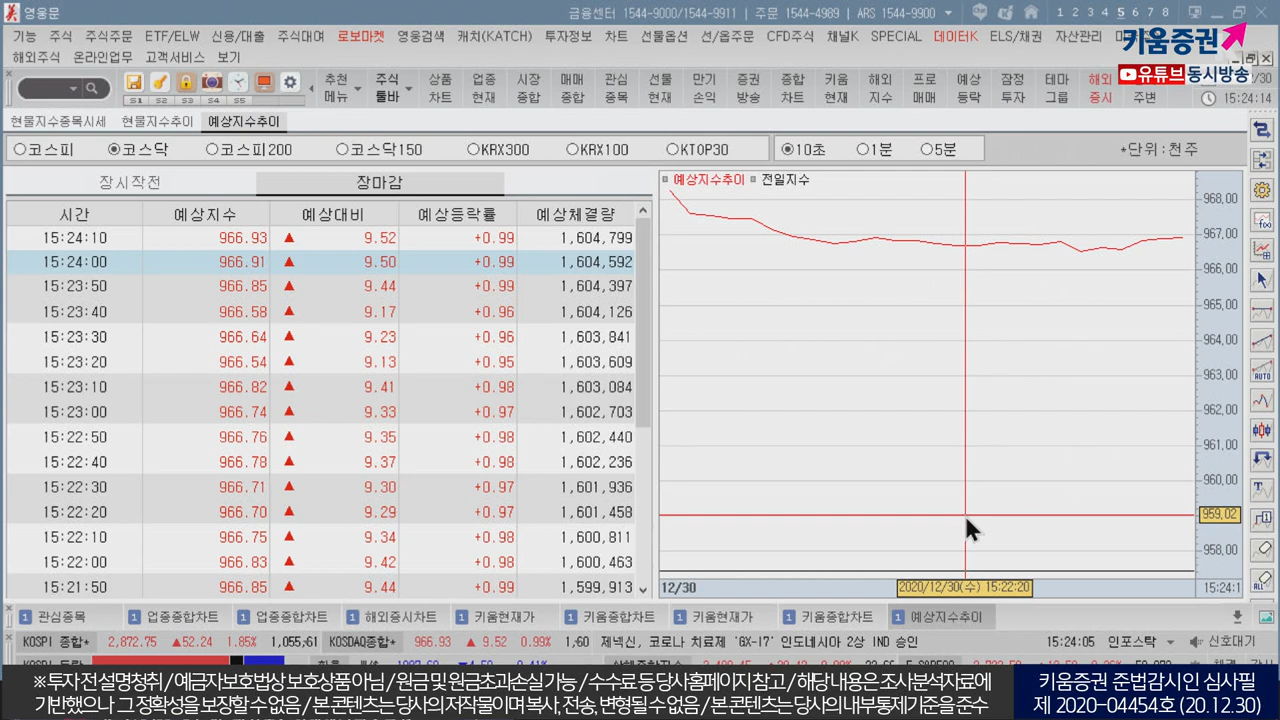 영웅문 금융센터 1544-9000/1544-9911 | 주문 1544-4989 | ARS 1544-9900 1 2 3 4 5 6 7 8
기능 주식 주식주문 ETF/ELW 신용/대출 주식대여 로보마켓 영웅검색 캐치(KATCH) 투자정보 차트 선물옵션 선/옵주문 CFD주식 채널K SPECIAL 데이터K ELS/채권 자산관리
해외주식 온라인업무 고객서비스 보기
키움증권
유튜브 동시방송
추천 메뉴 주식 툴바 상품 차트 업종 현재 시장 종합 매매 종합 관심 종목 선물 현재 만기 손익 증권 방송 종합 차트 키움 현재 해외 지수 프로 매매 예상 등락 잠정 투자 테마 그룹 해외 증시 주변
S1 S2 S3 S4 S5
15:24:14
현물지수종목시세 현물지수추이 예상지수추이
코스피 코스닥 코스피200 코스닥150 KRX300 KRX100 KTOP30 10초 1분 5분 *단위:천주
장시작전 장마감
예상지수추이 전일지수
시간 예상지수 예상대비 예상등락률 예상체결량
15:24:10 966.93 ▲ 9.52 +0.99 1,604,799
15:24:00 966.91 ▲ 9.50 +0.99 1,604,592
15:23:50 966.85 ▲ 9.44 +0.99 1,604,397
15:23:40 966.58 ▲ 9.17 +0.96 1,604,126
15:23:30 966.64 ▲ 9.23 +0.96 1,603,841
15:23:20 966.54 ▲ 9.13 +0.95 1,603,609
15:23:10 966.82 ▲ 9.41 +0.98 1,603,084
15:23:00 966.74 ▲ 9.33 +0.97 1,602,703
15:22:50 966.76 ▲ 9.35 +0.98 1,602,440
15:22:40 966.78 ▲ 9.37 +0.98 1,602,236
15:22:30 966.71 ▲ 9.30 +0.97 1,601,936
15:22:20 966.70 ▲ 9.29 +0.97 1,601,458
15:22:10 966.75 ▲ 9.34 +0.98 1,600,811
15:22:00 966.83 ▲ 9.42 +0.98 1,600,463
15:21:50 966.85 ▲ 9.44 +0.99 1,599,913
968,00
967,00
966,00
965,00
964,00
963,00
962,00
961,00
960,00
959,02
958,00
12/30 2020/12/30(수) 15:22:20 15:24:1
1 관심종목 1 업종종합차트 1 업종종합차트 1 해외증시차트 1 키움현재가 1 키움종합차트 1 키움현재가 1 키움종합차트 1 예상지수추이
KOSPI 종합* 2,872.75 ▲52.24 1.85% 1,055,61 KOSDAQ종합* 966.93 ▲ 9.52 0.99% 1,60 제넥신, 코로나 치료제 'GX-I7' 인도네시아 2상 IND 승인 15:24:05 인포스탁 신호대기
※ 투자 전 설명청취 / 예금자보호법상 보호상품 아님 / 원금 및 원금초과손실 가능 / 수수료 등 당사 홈페이지 참고 / 해당 내용은 조사분석자료에
기반했으나 그 정확성을 보장할 수 없음 / 본 콘텐츠는 당사의 저작물이며 복사, 전송, 변형될 수 없음 / 본 콘텐츠는 당사의 내부통제기준을 준수
키움증권 준법감시인 심사필
제 2020-04454호 (20.12.30)